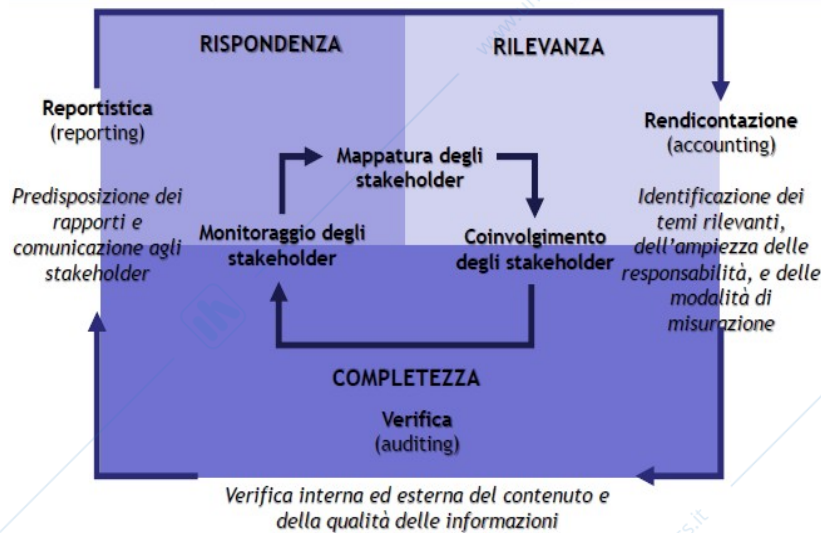 RISPONDENZA
RILEVANZA
Reportistica
(reporting)
Predisposizione dei
rapporti e
comunicazione agli
stakeholder
Mappatura degli
stakeholder
Monitoraggio degli
stakeholder
Coinvolgimento
degli stakeholder
Rendicontazione
(accounting)
Identificazione dei
temi rilevanti,
dell'ampiezza delle
responsabilità, e delle
modalità di
misurazione
COMPLETEZZA
Verifica
(auditing)
Verifica interna ed esterna del contenuto e
della qualità delle informazioni